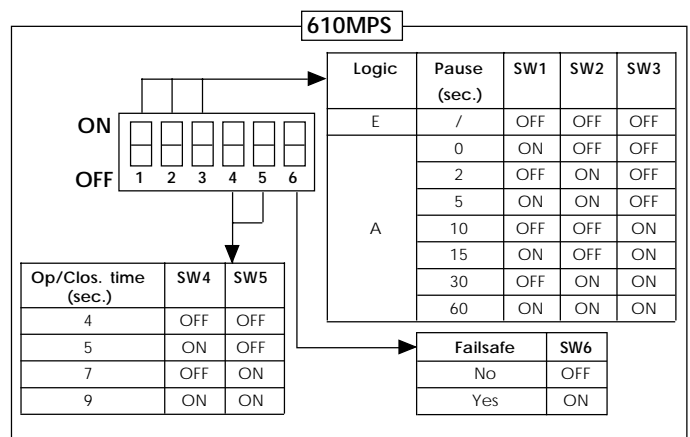 610MPS
Logic Pause (sec.) SW1 SW2 SW3
E / OFF OFF OFF
A
0 ON OFF OFF
2 OFF ON OFF
5 ON ON OFF
10 OFF OFF ON
15 ON OFF ON
30 OFF ON ON
60 ON ON ON
ON
OFF 1 2 3 4 5 6
Op/Clos. time (sec.) SW4 SW5
4 OFF OFF
5 ON OFF
7 OFF ON
9 ON ON
Failsafe SW6
No OFF
Yes ON